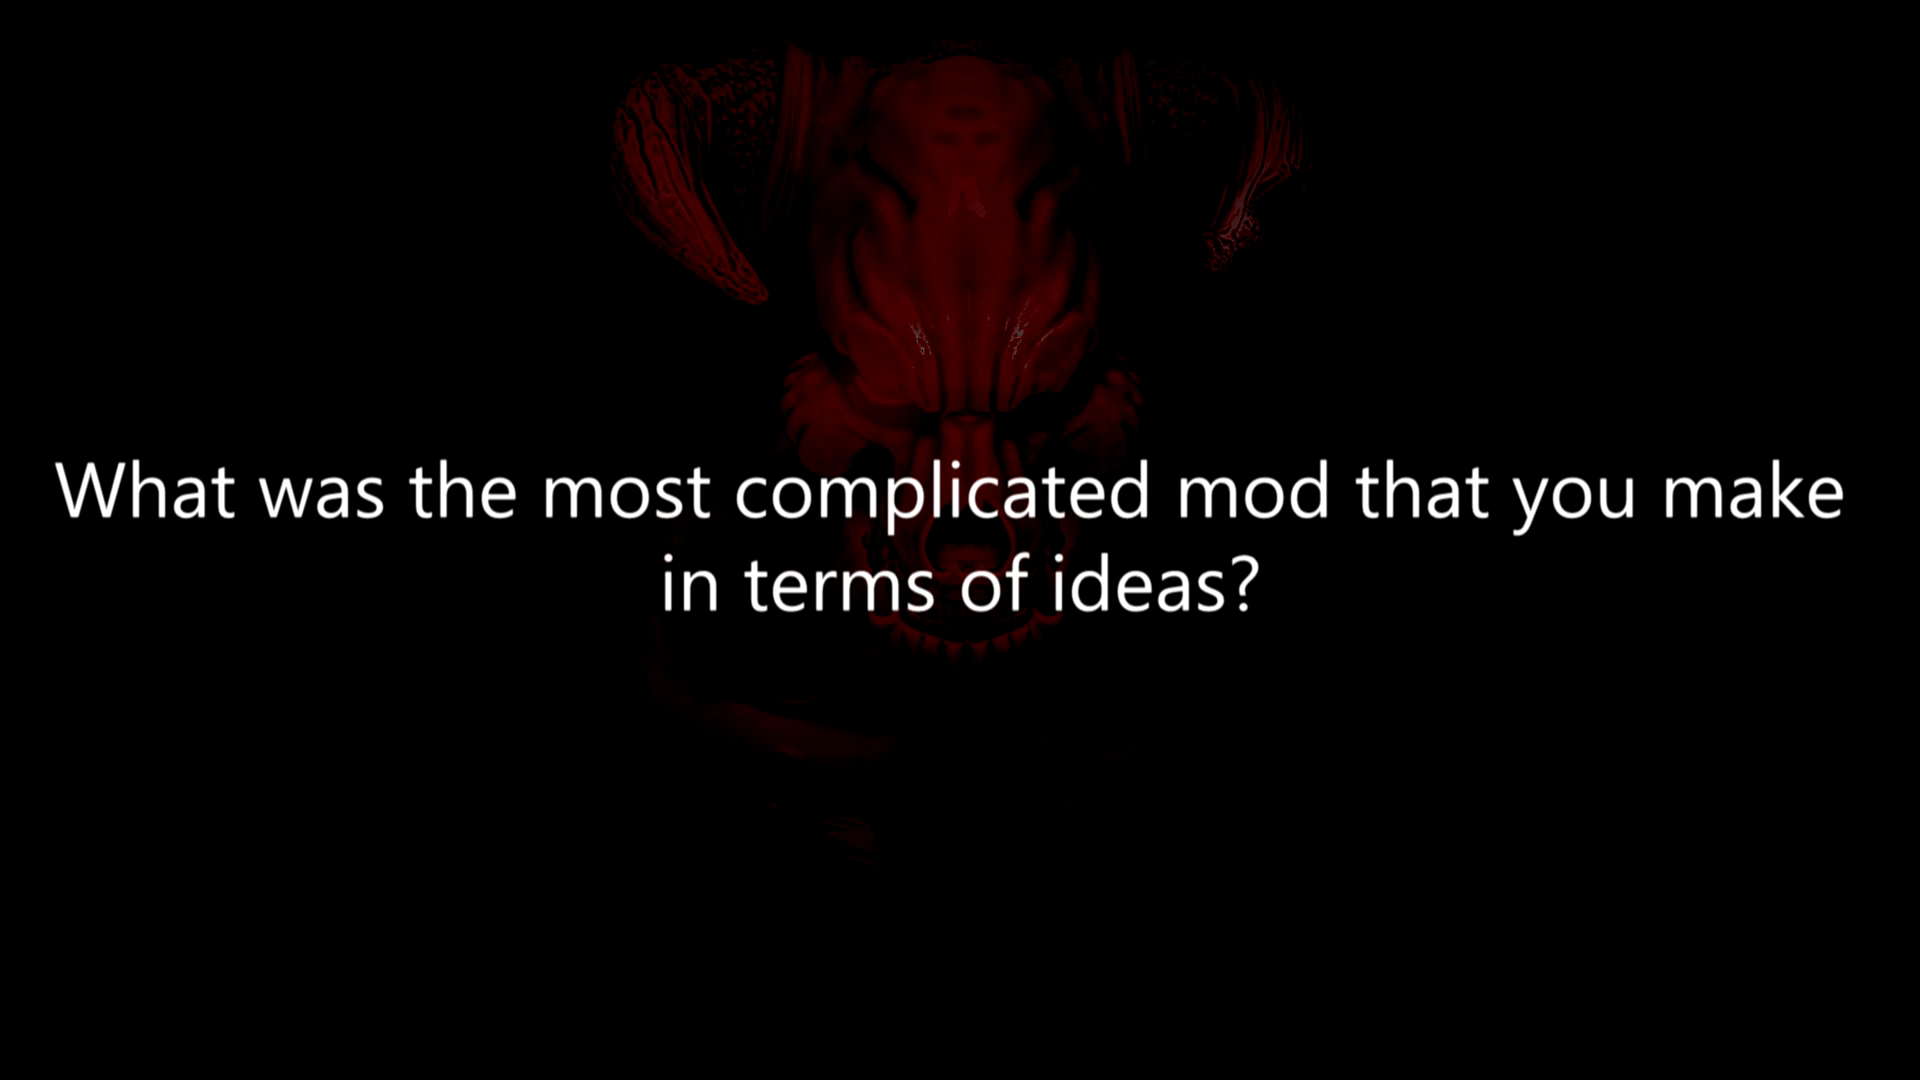 What was the most complicated mod that you make
in terms of ideas?